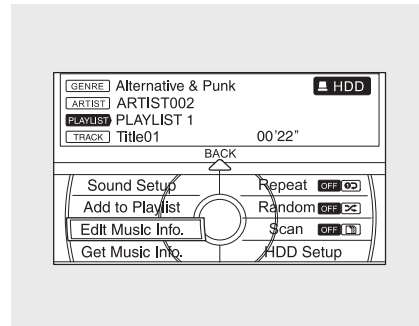 GENRE Alternative & Punk
HDD
ARTIST ARTIST002
PLAYLIST PLAYLIST 1
TRACK Title01 00'22"
BACK
Sound Setup
Repeat OFF
Add to Playlist
Random OFF
Edit Music Info.
Scan OFF
Get Music Info.
HDD Setup